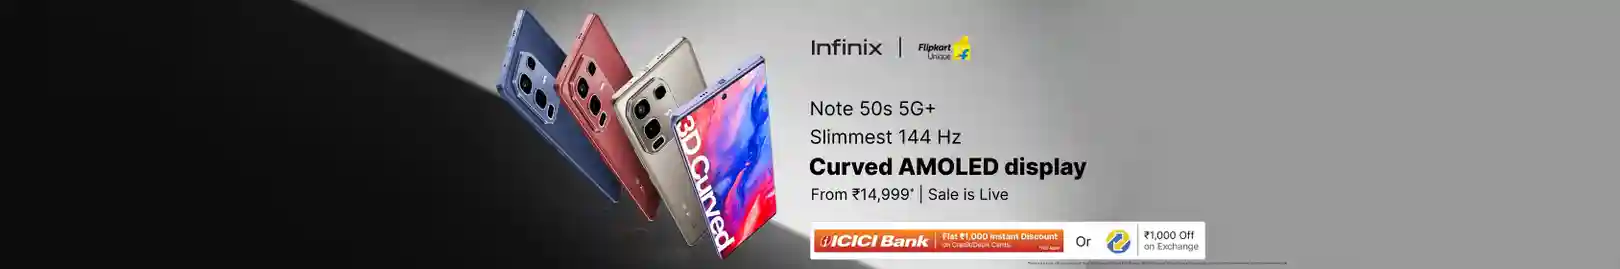 Infinix
Flipkart
Unique
Note 50s 5G+
Slimmest 144 Hz
Curved AMOLED display
From ₹14,999* | Sale is Live
3D Curved
ICICI Bank
Flat ₹1,000 Instant Discount
on Credit/Debit Cards
Or
₹1,000 Off
on Exchange